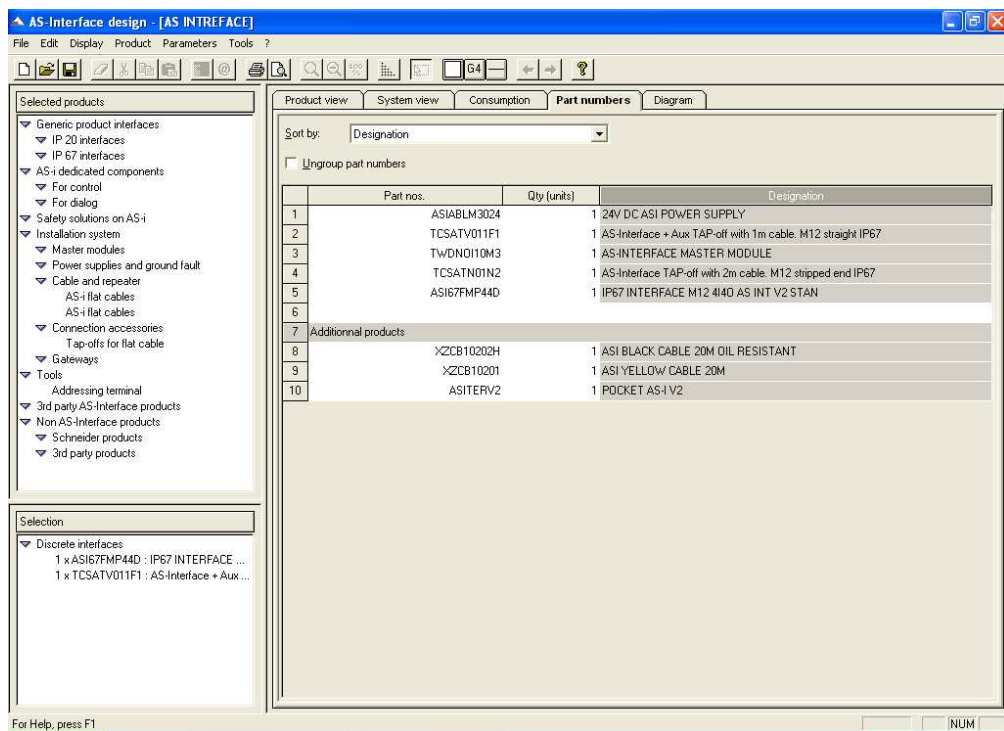 AS-Interface design - [AS INTREFACE]
File Edit Display Product Parameters Tools ?
G4
Selected products
Generic product interfaces
IP 20 interfaces
IP 67 interfaces
AS-i dedicated components
For control
For dialog
Safety solutions on AS-i
Installation system
Master modules
Power supplies and ground fault
Cable and repeater
AS-i flat cables
AS-i flat cables
Connection accessories
Tap-offs for flat cable
Gateways
Tools
Addressing terminal
3rd party AS-Interface products
Non AS-Interface products
Schneider products
3rd party products
Selection
Discrete interfaces
1 x ASI67FMP44D : IP67 INTERFACE ...
1 x TCSATV011F1 : AS-Interface + Aux ...
Product view System view Consumption Part numbers Diagram
Sort by: Designation
Ungroup part numbers
Part nos. Qty (units) Designation
1 ASIABLM3024 1 24V DC ASI POWER SUPPLY
2 TCSATV011F1 1 AS-Interface + Aux TAP-off with 1m cable. M12 straight IP67
3 TWDNOI10M3 1 AS-INTERFACE MASTER MODULE
4 TCSATN01N2 1 AS-Interface TAP-off with 2m cable. M12 stripped end IP67
5 ASI67FMP44D 1 IP67 INTERFACE M12 4I4O AS INT V2 STAN
6
7 Additionnal products
8 XZCB10202H 1 ASI BLACK CABLE 20M OIL RESISTANT
9 XZCB10201 1 ASI YELLOW CABLE 20M
10 ASITERV2 1 POCKET AS-I V2
For Help, press F1
NUM